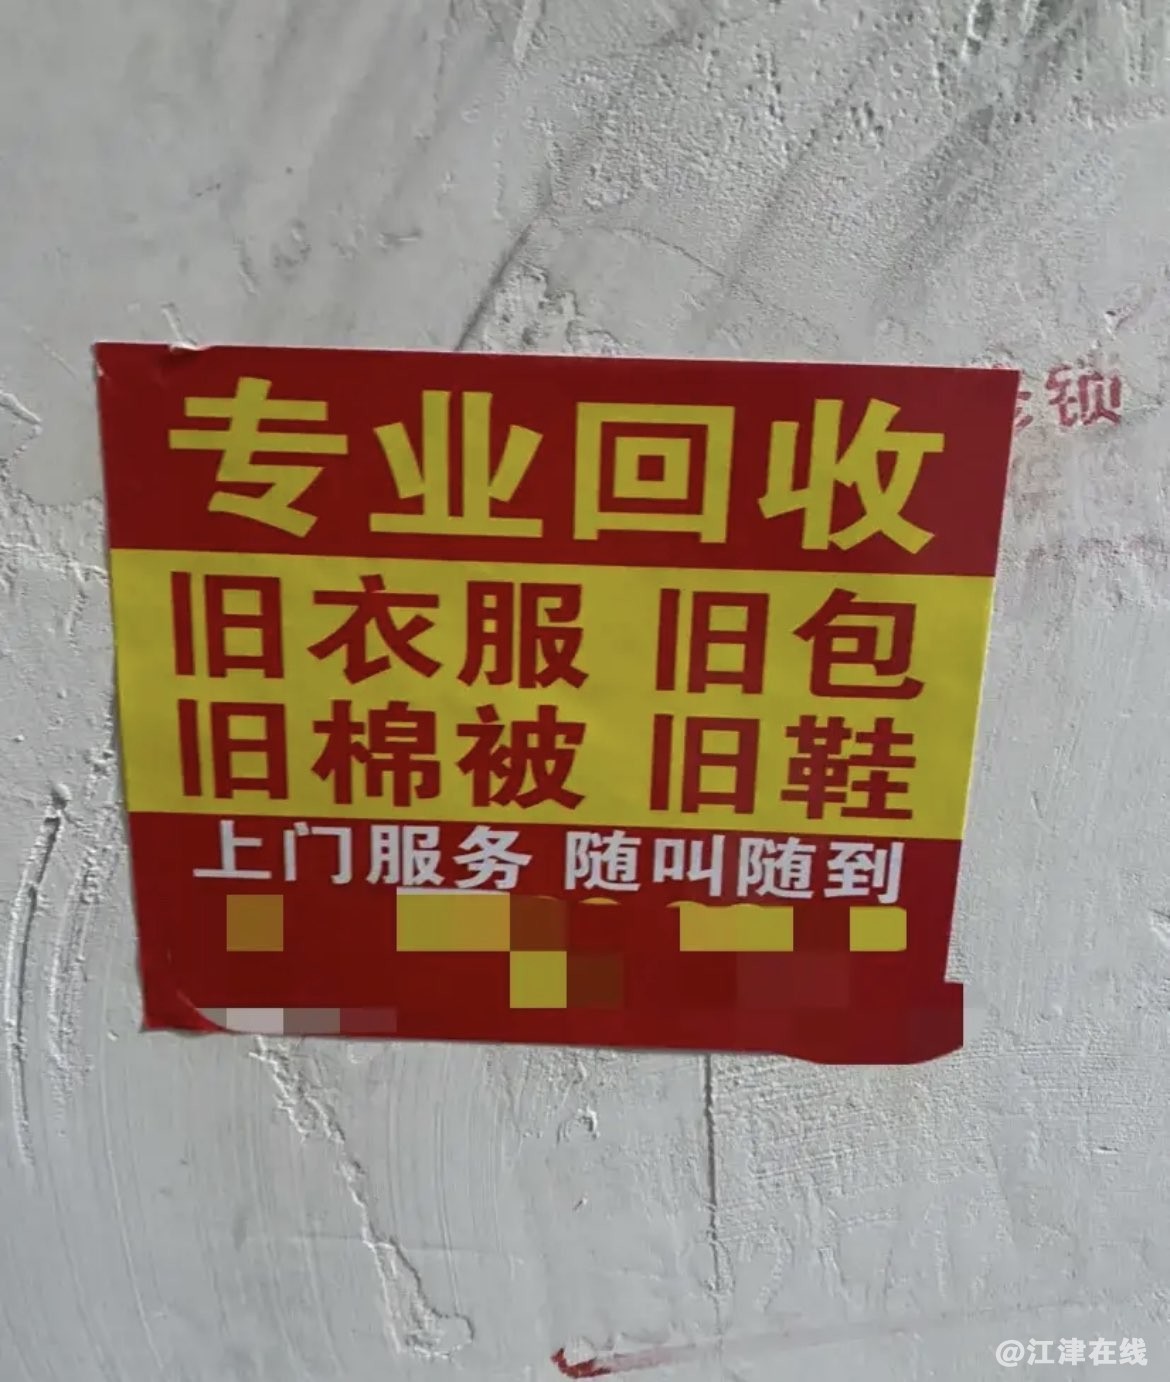 专业回收
旧衣服 旧包
旧棉被 旧鞋
上门服务 随叫随到
锁
@江津在线